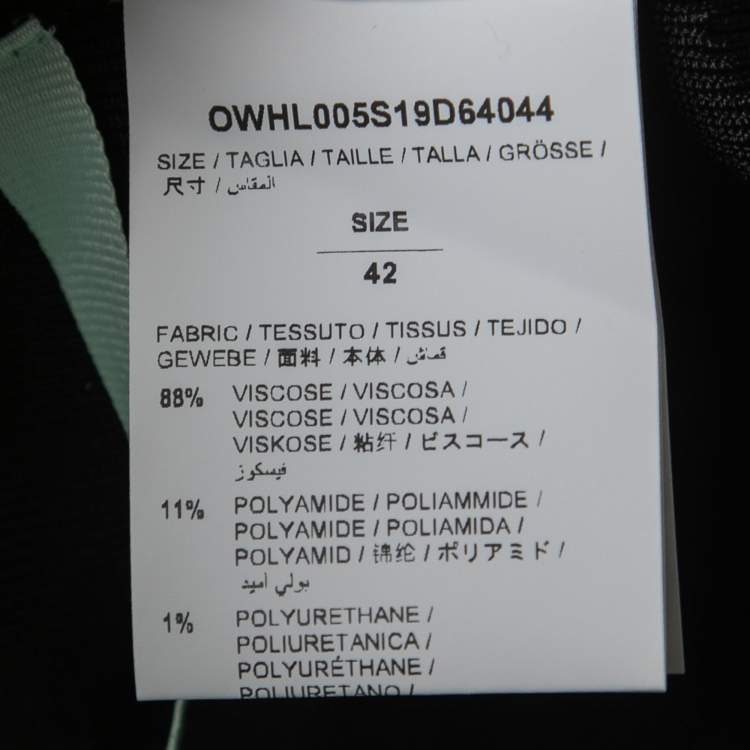 OWHL005S19D64044
SIZE / TAGLIA / TAILLE / TALLA / GRÖSSE /
尺寸 / المقاس
SIZE
42
FABRIC / TESSUTO / TISSUS / TEJIDO /
GEWEBE / 面料 / 本体 / قماش
88% VISCOSE / VISCOSA /
VISCOSE / VISCOSA /
VISKOSE / 粘纤 / ビスコース /
فيسكوز
11% POLYAMIDE / POLIAMMIDE /
POLYAMIDE / POLIAMIDA /
POLYAMID / 锦纶 / ポリアミド /
بولي أميد
1% POLYURETHANE /
POLIURETANICA /
POLYURÉTHANE /
POLIURETANO /